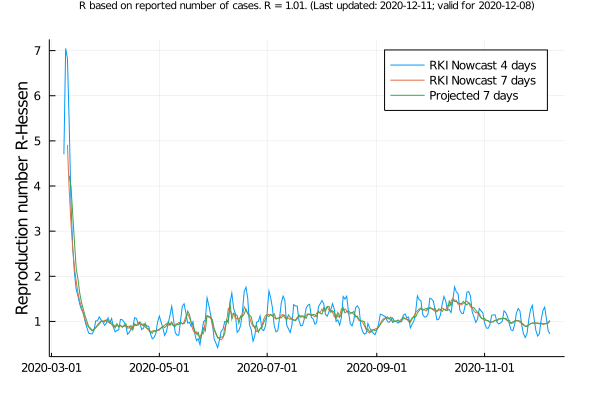 R based on reported number of cases. R = 1.01. (Last updated: 2020-12-11; valid for 2020-12-08)
7
6
5
4
3
2
1
Reproduction number R-Hessen
RKI Nowcast 4 days
RKI Nowcast 7 days
Projected 7 days
2020-03-01
2020-05-01
2020-07-01
2020-09-01
2020-11-01